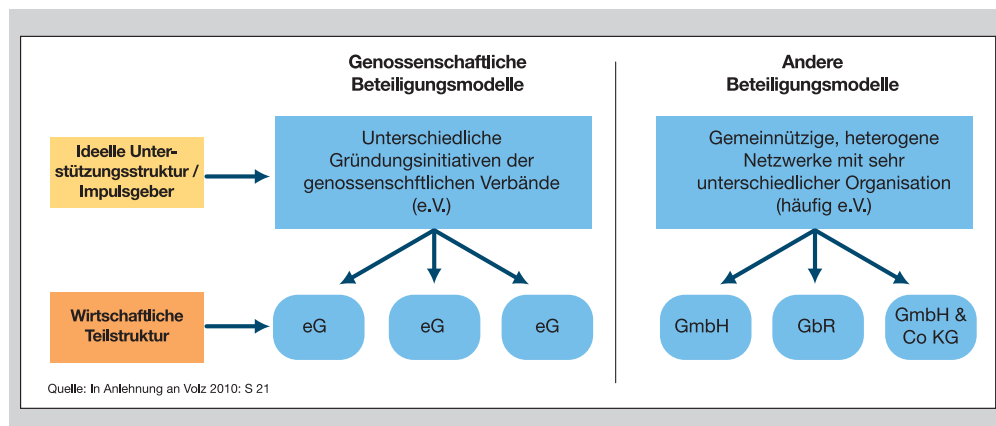 Genossenschaftliche
Beteiligungsmodelle
Andere
Beteiligungsmodelle
Ideelle Unter-
stützungsstruktur /
Impulsgeber
Unterschiedliche
Gründungsinitiativen der
genossenschftlichen Verbände
(e.V.)
Gemeinnützige, heterogene
Netzwerke mit sehr
unterschiedlicher Organisation
(häufig e.V.)
Wirtschaftliche
Teilstruktur
eG
eG
eG
GmbH
GbR
GmbH &
Co KG
Quelle: In Anlehnung an Volz 2010: S 21